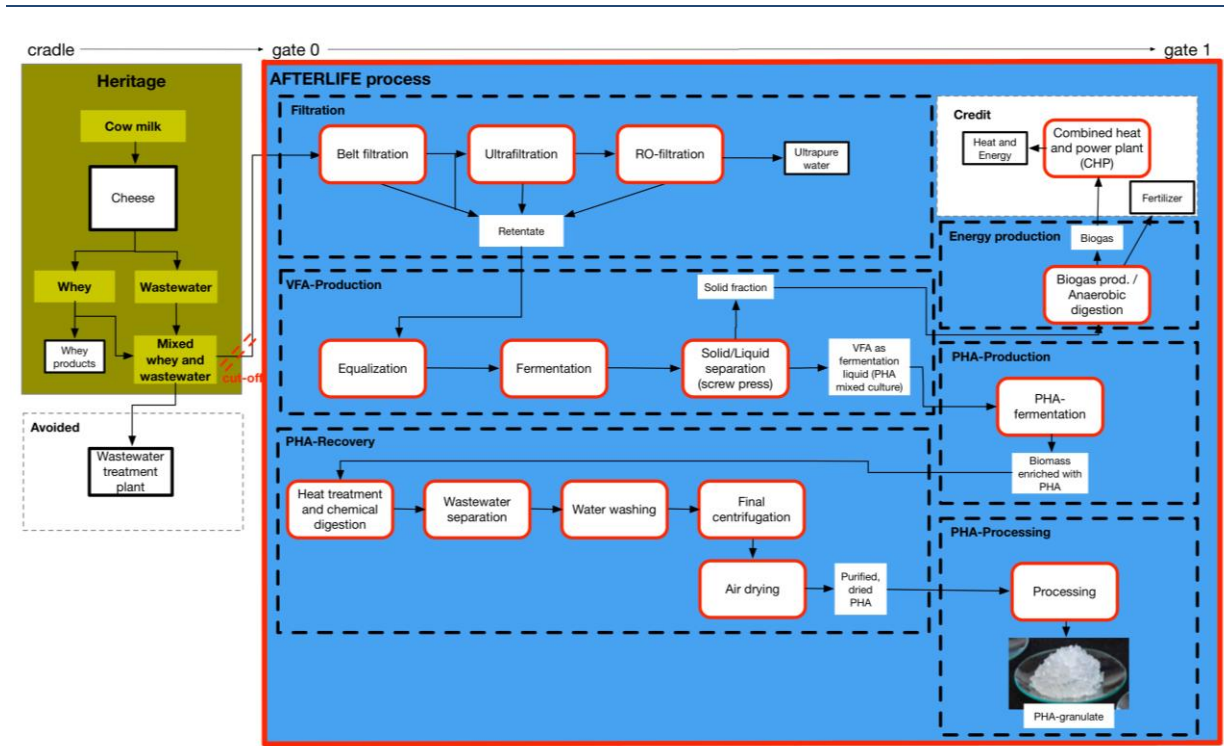 cradle
gate 0
gate 1
Heritage
Cow milk
Cheese
Whey
Wastewater
Whey
products
Mixed
whey and
wastewater
cut-off
Avoided
Wastewater
treatment
plant
AFTERLIFE process
Filtration
Belt filtration
Ultrafiltration
RO-filtration
Ultrapure
water
Retentate
Credit
Heat and
Energy
Combined heat
and power plant
(CHP)
Fertilizer
Energy production
Biogas
Biogas prod. /
Anaerobic
digestion
VFA-Production
Solid fraction
Equalization
Fermentation
Solid/Liquid
separation
(screw press)
VFA as
fermentation
liquid (PHA
mixed culture)
PHA-Production
PHA-
fermentation
Biomass
enriched with
PHA
PHA-Recovery
Heat treatment
and chemical
digestion
Wastewater
separation
Water washing
Final
centrifugation
Air drying
Purified,
dried
PHA
PHA-Processing
Processing
PHA-granulate